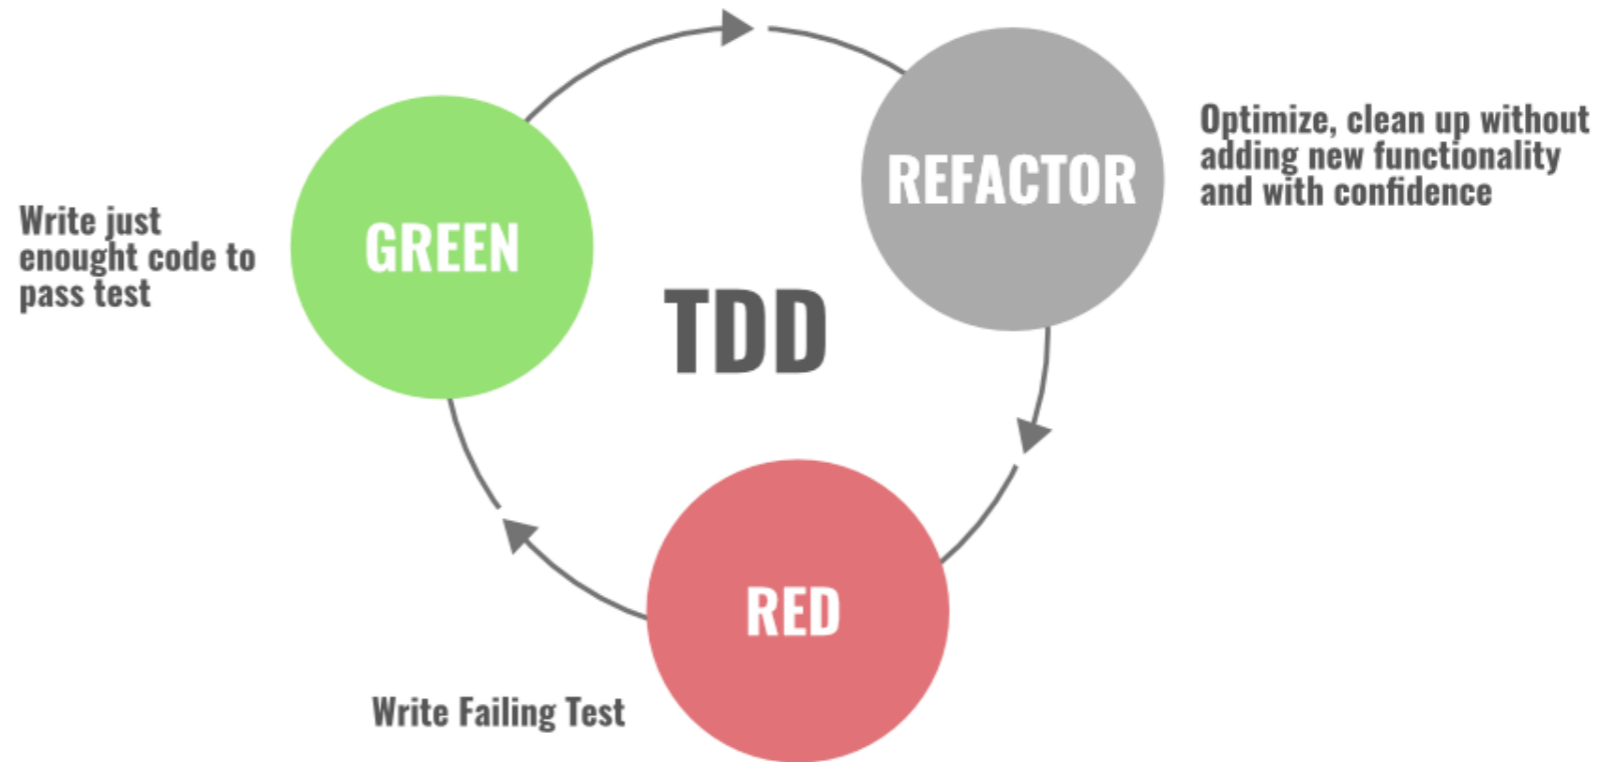 Optimize, clean up without
adding new functionality
and with confidence
REFACTOR
Write just
enought code to
pass test
GREEN
TDD
RED
Write Failing Test